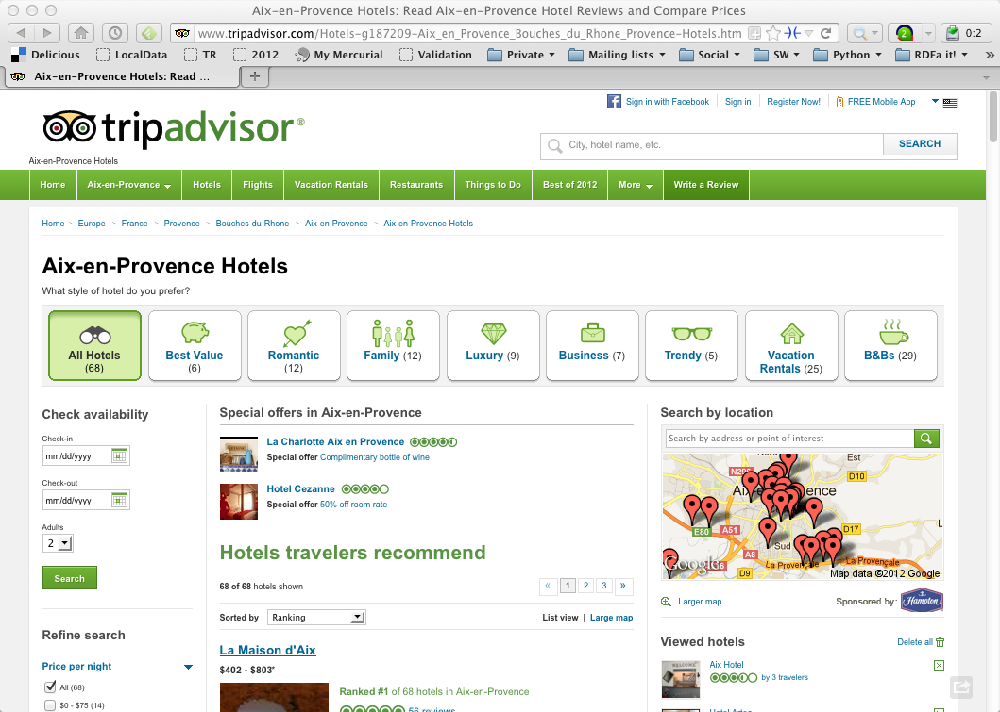 Aix-en-Provence Hotels: Read Aix-en-Provence Hotel Reviews and Compare Prices
www.tripadvisor.com/Hotels-g187209-Aix_en_Provence_Bouches_du_Rhone_Provence-Hotels.htm
2
0:2
Delicious LocalData TR 2012 My Mercurial Validation Private Mailing lists Social SW Python RDFa it! »
Aix-en-Provence Hotels: Read ... +
Sign in with Facebook Sign in Register Now! FREE Mobile App
tripadvisor®
City, hotel name, etc. SEARCH
Aix-en-Provence Hotels
Home Aix-en-Provence Hotels Flights Vacation Rentals Restaurants Things to Do Best of 2012 More Write a Review
Home > Europe > France > Provence > Bouches-du-Rhone > Aix-en-Provence > Aix-en-Provence Hotels
Aix-en-Provence Hotels
What style of hotel do you prefer?
All Hotels
(68)
Best Value
(6)
Romantic
(12)
Family (12)
Luxury (9)
Business (7)
Trendy (5)
Vacation
Rentals (25)
B&Bs (29)
Check availability
Check-in
mm/dd/yyyy
Check-out
mm/dd/yyyy
Adults
2
Search
Refine search
Price per night
All (68)
$0 - $75 (14)
Special offers in Aix-en-Provence
La Charlotte Aix en Provence
Special offer Complimentary bottle of wine
Hotel Cezanne
Special offer 50% off room rate
Hotels travelers recommend
68 of 68 hotels shown
« 1 2 3 »
Sorted by Ranking
List view | Large map
La Maison d'Aix
$402 - $803*
Ranked #1 of 68 hotels in Aix-en-Provence
56 reviews
Search by location
Search by address or point of interest
Est
D10
E80
A51
D17
Sud
A8
La Provençale
La Provençale
D9
Google
Map data ©2012 Google
Larger map
Sponsored by: Hampton
Viewed hotels
Delete all
WELCOME
Aix Hotel
by 3 travelers